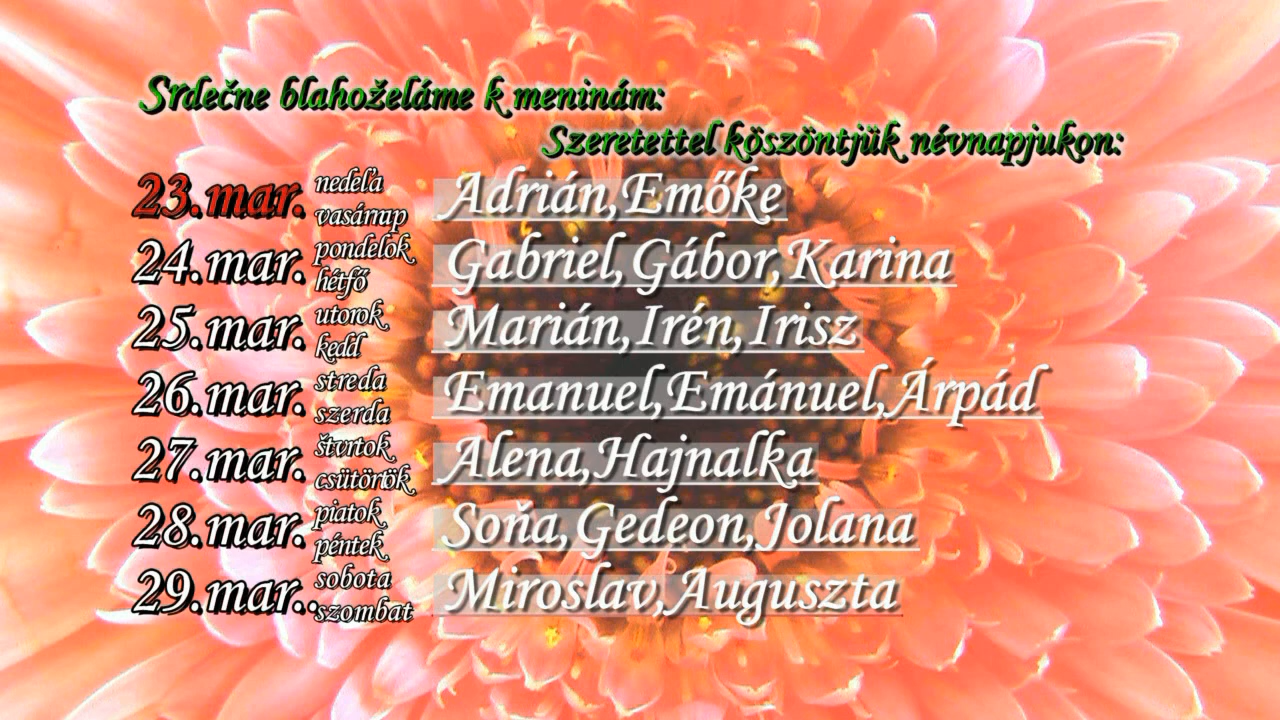 Srdečne blahoželáme k meninám:
Szeretettel köszöntjük névnapjukon:
23.mar. nedeľa vasárnap Adrián,Emőke
24.mar. pondelok hétfő Gabriel,Gábor,Karina
25.mar. utorok kedd Marián,Irén,Irisz
26.mar. streda szerda Emanuel,Emánuel,Árpád
27.mar. štvrtok csütörtök Alena,Hajnalka
28.mar. piatok péntek Soňa,Gedeon,Jolana
29.mar.. sobota szombat Miroslav,Auguszta